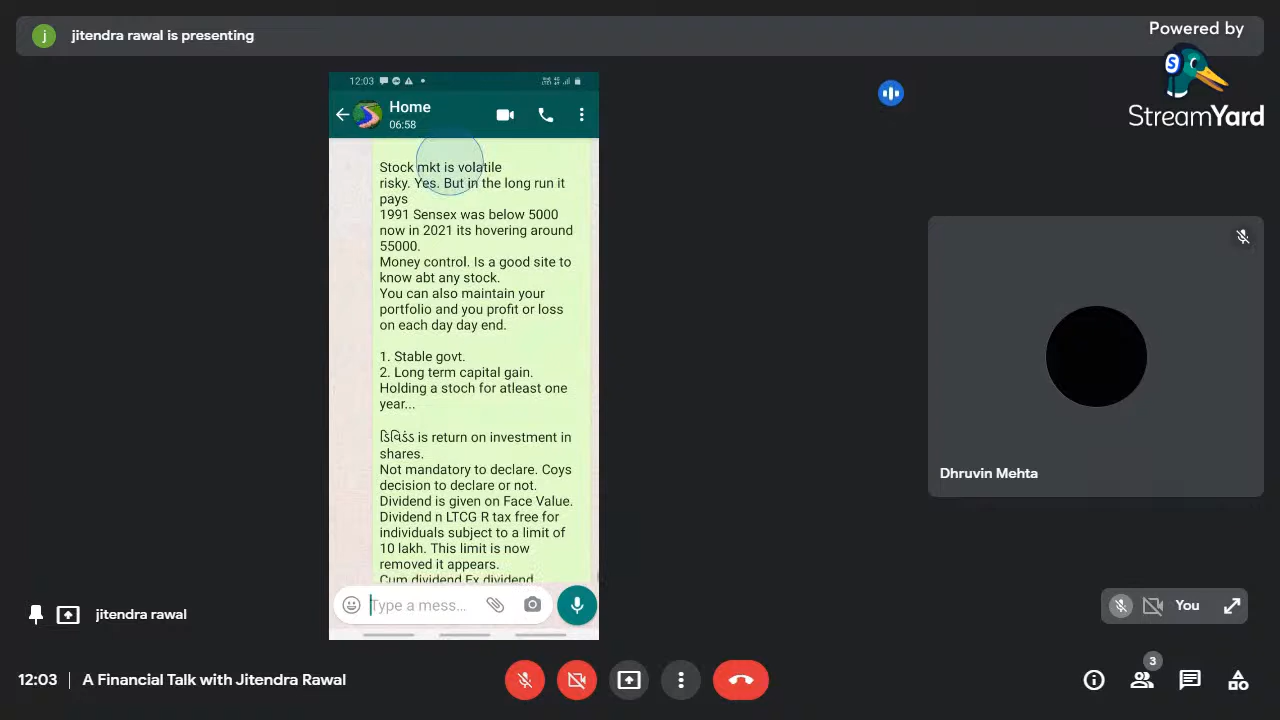 j
jitendra rawal is presenting
Powered by
S
StreamYard
12:03
Home
06:58
Stock mkt is volatile
risky. Yes. But in the long run it
pays
1991 Sensex was below 5000
now in 2021 its hovering around
55000.
Money control. Is a good site to
know abt any stock.
You can also maintain your
portfolio and you profit or loss
on each day day end.
1. Stable govt.
2. Long term capital gain.
Holding a stoch for atleast one
year...
ડિવિડંડ is return on investment in
shares.
Not mandatory to declare. Coys
decision to declare or not.
Dividend is given on Face Value.
Dividend n LTCG R tax free for
individuals subject to a limit of
10 lakh. This limit is now
removed it appears.
Cum dividend Ex dividend
Type a mess...
Dhruvin Mehta
You
jitendra rawal
12:03 | A Financial Talk with Jitendra Rawal
3